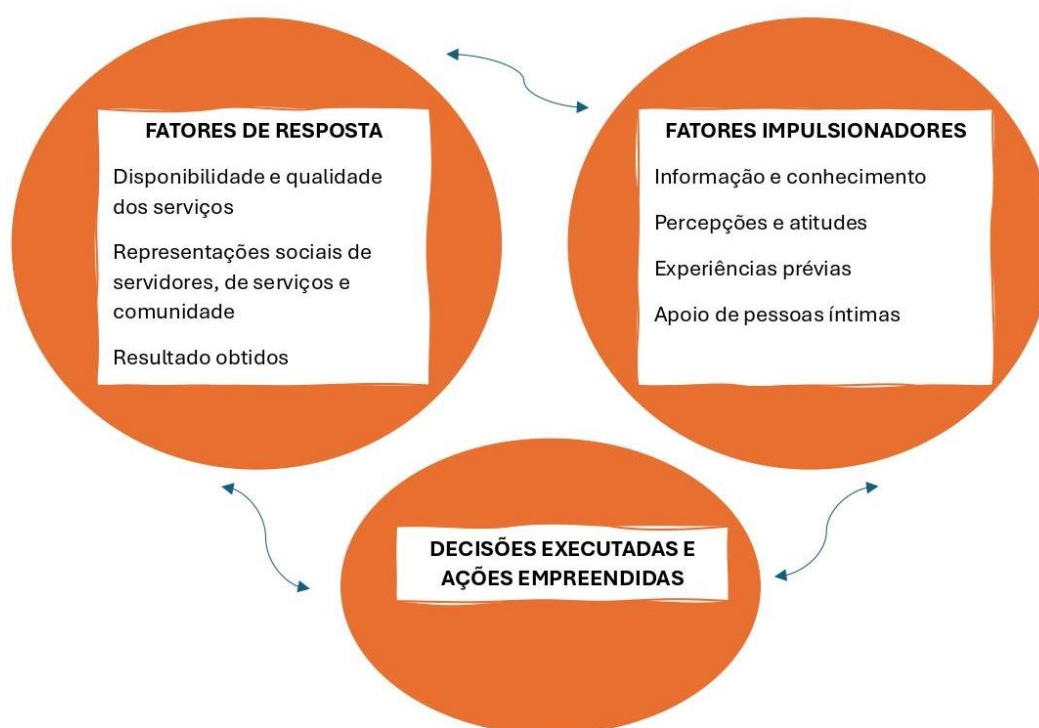 FATORES DE RESPOSTA
Disponibilidade e qualidade
dos serviços
Representações sociais de
servidores, de serviços e
comunidade
Resultado obtidos
FATORES IMPULSIONADORES
Informação e conhecimento
Percepções e atitudes
Experiências prévias
Apoio de pessoas íntimas
DECISÕES EXECUTADAS E
AÇÕES EMPREENDIDAS